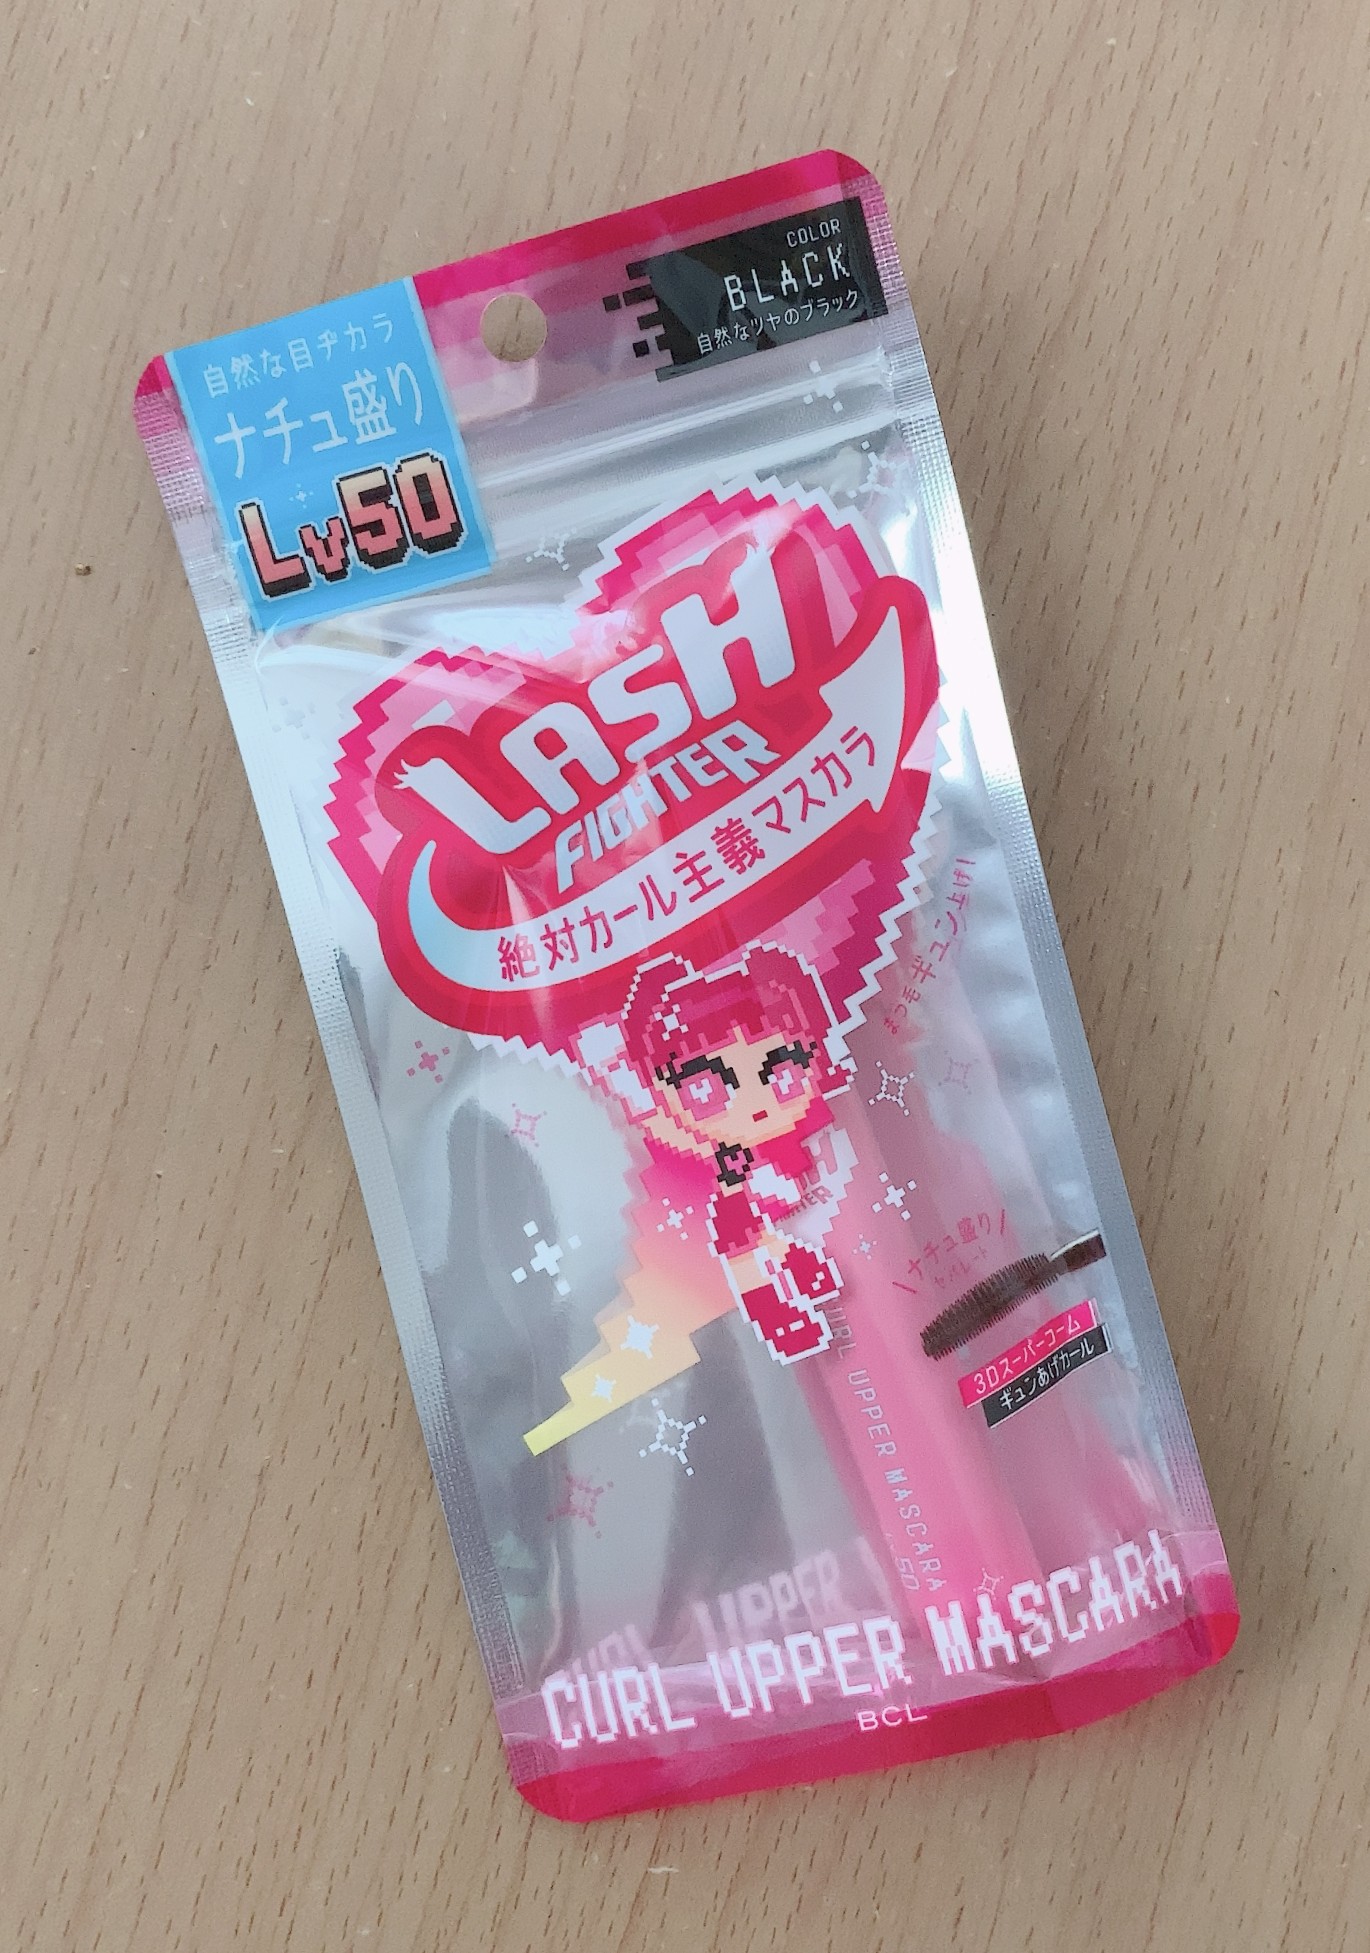 自然な目ヂカラ
ナチュ盛り
Lv50
COLOR
BLACK
自然なツヤのブラック
LASH
FIGHTER
絶対カール主義マスカラ
まつ毛ギュン上げ!
\ナチュ盛り/
セパレート
3Dスーパーコーム
ギュンあげカール
CURL UPPER MASCARA
50
CURL UPPER MASCARA
BCL